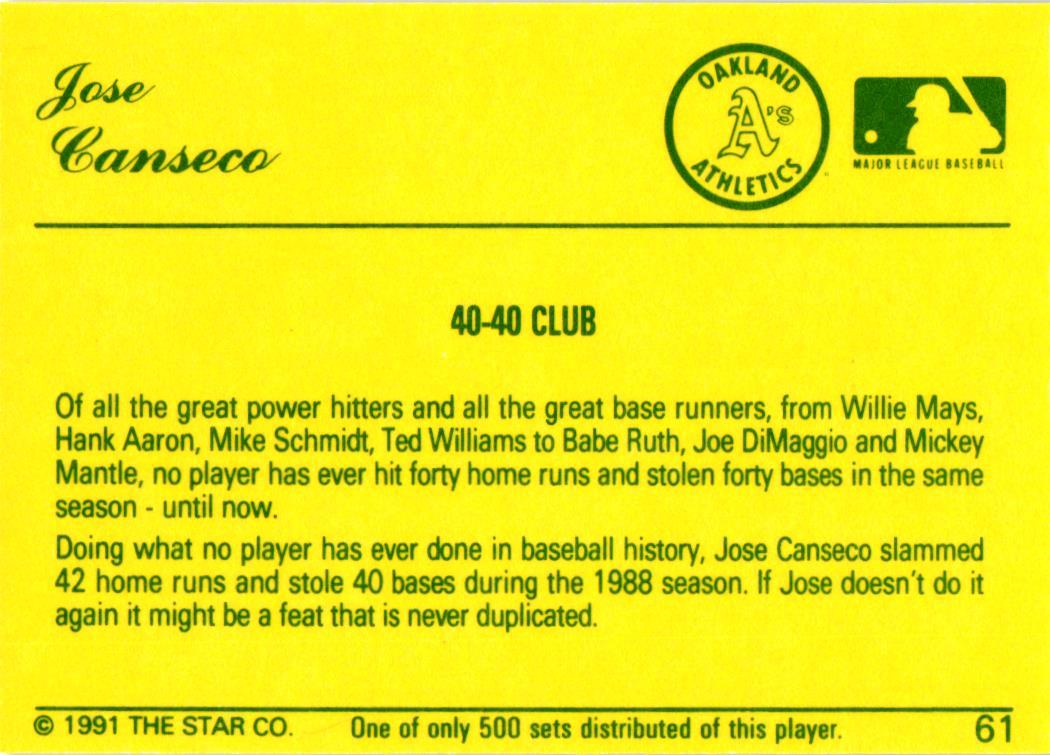 Jose
Canseco
OAKLAND
A's
ATHLETICS
MAJOR LEAGUE BASEBALL
40-40 CLUB
Of all the great power hitters and all the great base runners, from Willie Mays,
Hank Aaron, Mike Schmidt, Ted Williams to Babe Ruth, Joe DiMaggio and Mickey
Mantle, no player has ever hit forty home runs and stolen forty bases in the same
season - until now.
Doing what no player has ever done in baseball history, Jose Canseco slammed
42 home runs and stole 40 bases during the 1988 season. If Jose doesn't do it
again it might be a feat that is never duplicated.
© 1991 THE STAR CO. One of only 500 sets distributed of this player. 61